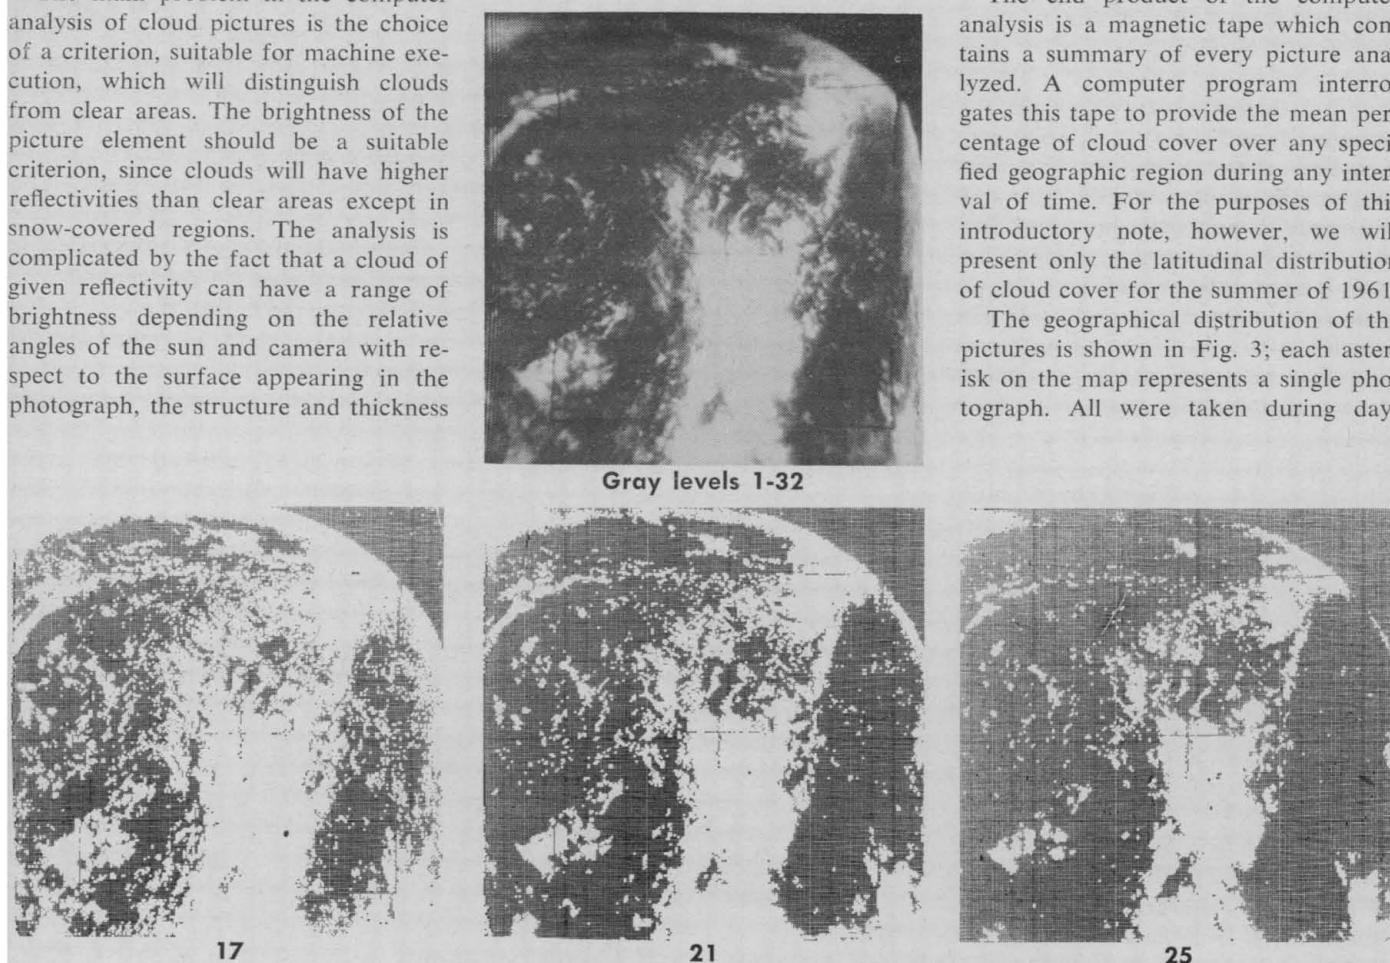 analysis of cloud pictures is the choice
of a criterion, suitable for machine exe-
cution, which will distinguish clouds
from clear areas. The brightness of the
picture element should be a suitable
criterion, since clouds will have higher
reflectivities than clear areas except in
snow-covered regions. The analysis is
complicated by the fact that a cloud of
given reflectivity can have a range of
brightness depending on the relative
angles of the sun and camera with re-
spect to the surface appearing in the
photograph, the structure and thickness
analysis is a magnetic tape which con
tains a summary of every picture ana
lyzed. A computer program interro
gates this tape to provide the mean per
centage of cloud cover over any speci
fied geographic region during any inter
val of time. For the purposes of thi
introductory note, however, we wil
present only the latitudinal distribution
of cloud cover for the summer of 1961
The geographical distribution of th
pictures is shown in Fig. 3; each aster
isk on the map represents a single pho
tograph. All were taken during day
Gray levels 1-32
17
21
25